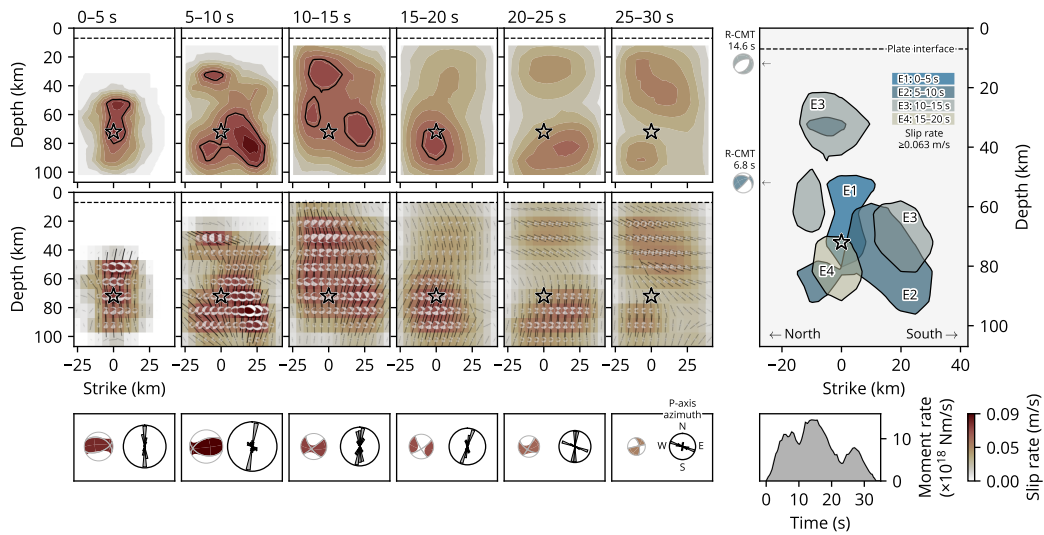 0–5 s
5–10 s
10–15 s
15–20 s
20–25 s
25–30 s
0
20
40
60
80
100
Depth (km)
0
20
40
60
80
100
Depth (km)
−25 0 25
−25 0 25
−25 0 25
−25 0 25
−25 0 25
−25 0 25
Strike (km)
R-CMT
14.6 s
←
R-CMT
6.8 s
←
Plate interface
E1: 0–5 s
E2: 5–10 s
E3: 10–15 s
E4: 15–20 s
Slip rate
≥0.063 m/s
E3
E1
E3
E4
E2
← North
South →
0
20
40
60
80
100
Depth (km)
−20 0 20 40
Strike (km)
P-axis
azimuth
N
W
E
S
0 10 20 30
Time (s)
10
0
Moment rate
(×10¹⁸ Nm/s)
0.09
0.05
0.00
Slip rate (m/s)